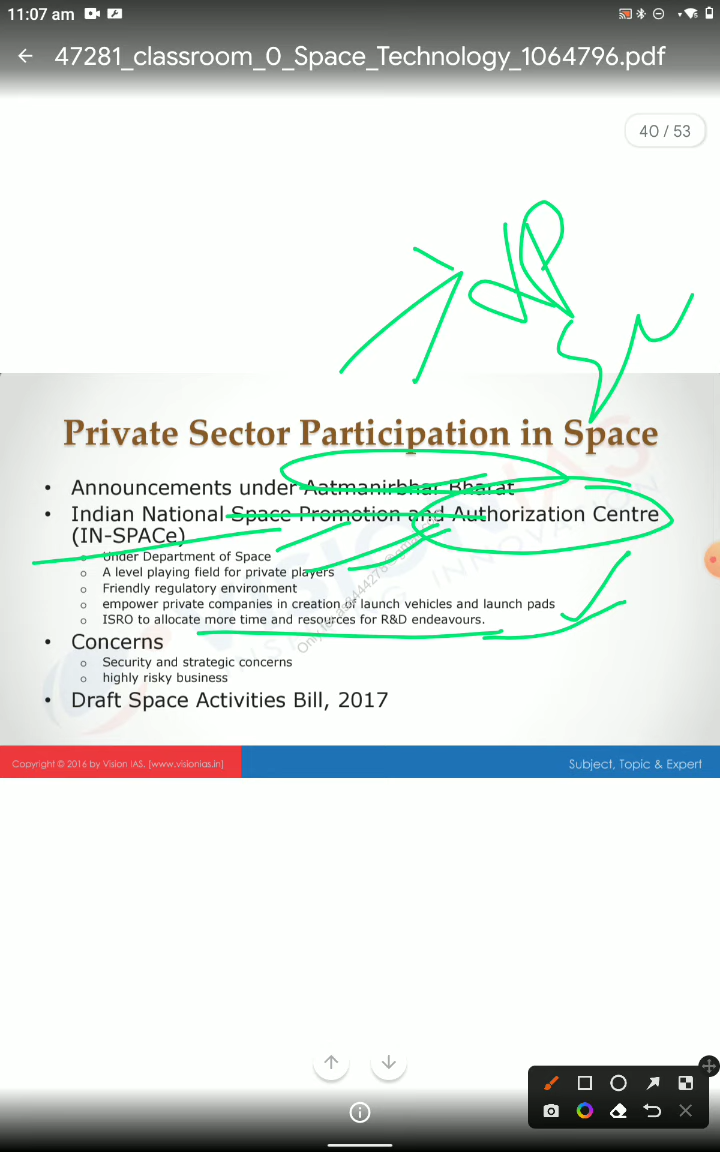 11:07 am
47281_classroom_0_Space_Technology_1064796.pdf
40 / 53
Private Sector Participation in Space
• Announcements under Aatmanirbhar Bharat
• Indian National Space Promotion and Authorization Centre
(IN-SPACe)
o Under Department of Space
o A level playing field for private players
o Friendly regulatory environment
o empower private companies in creation of launch vehicles and launch pads
o ISRO to allocate more time and resources for R&D endeavours.
• Concerns
o Security and strategic concerns
o highly risky business
• Draft Space Activities Bill, 2017
Copyright © 2016 by Vision IAS. [www.visionias.in]
Subject, Topic & Expert